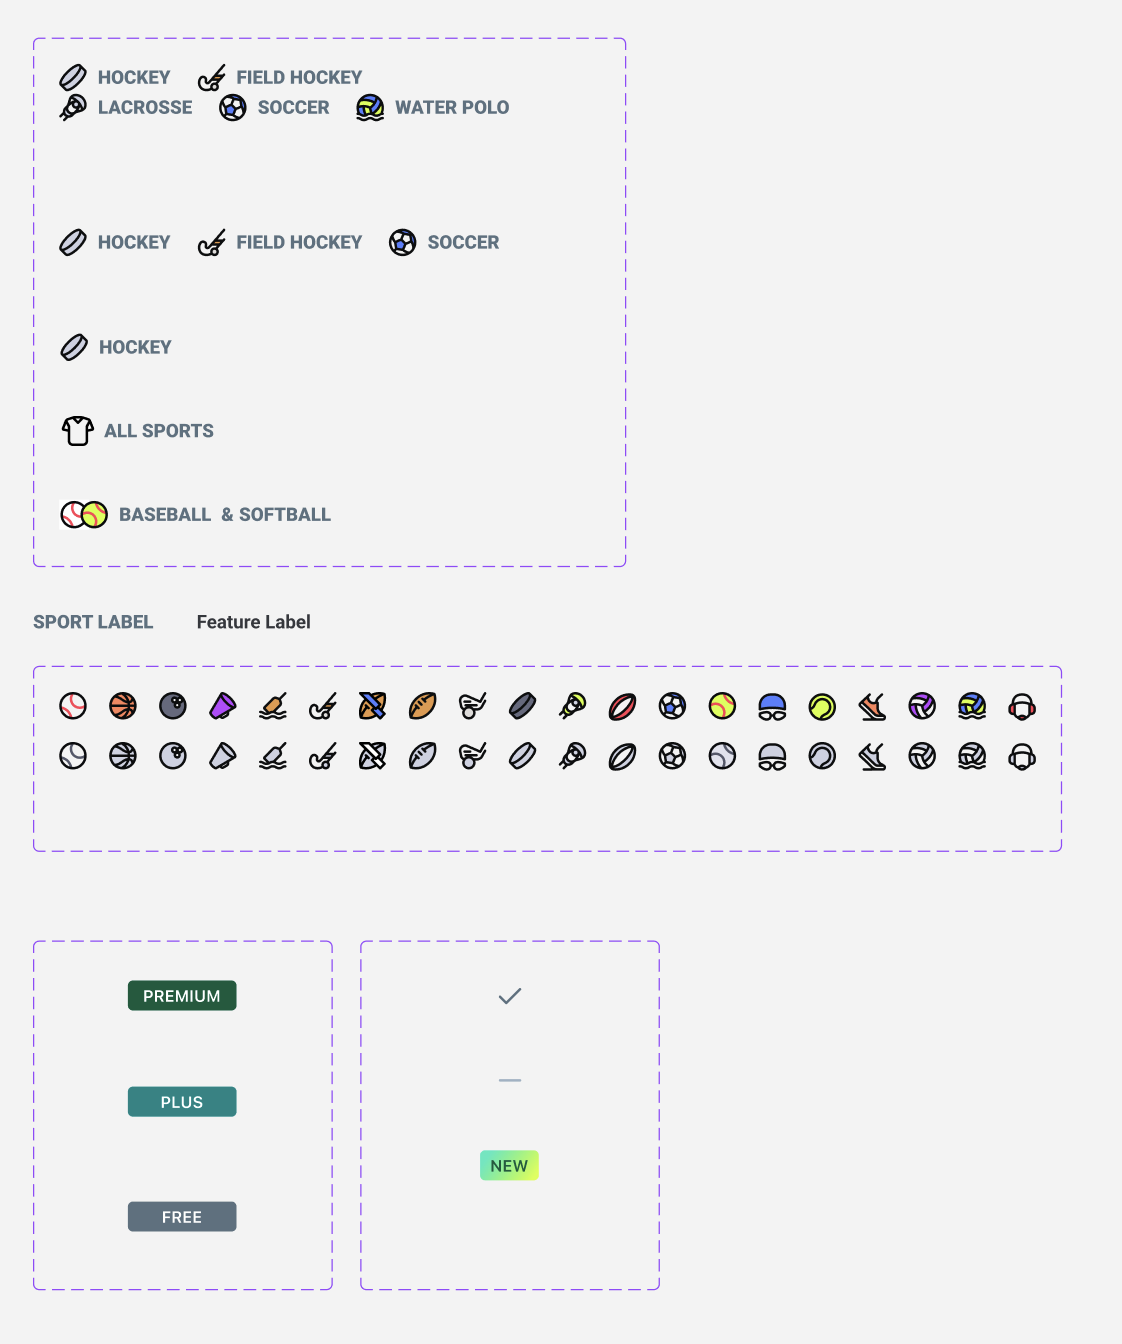 HOCKEY FIELD HOCKEY
LACROSSE SOCCER WATER POLO
HOCKEY FIELD HOCKEY SOCCER
HOCKEY
ALL SPORTS
BASEBALL & SOFTBALL
SPORT LABEL Feature Label
PREMIUM
PLUS
NEW
FREE